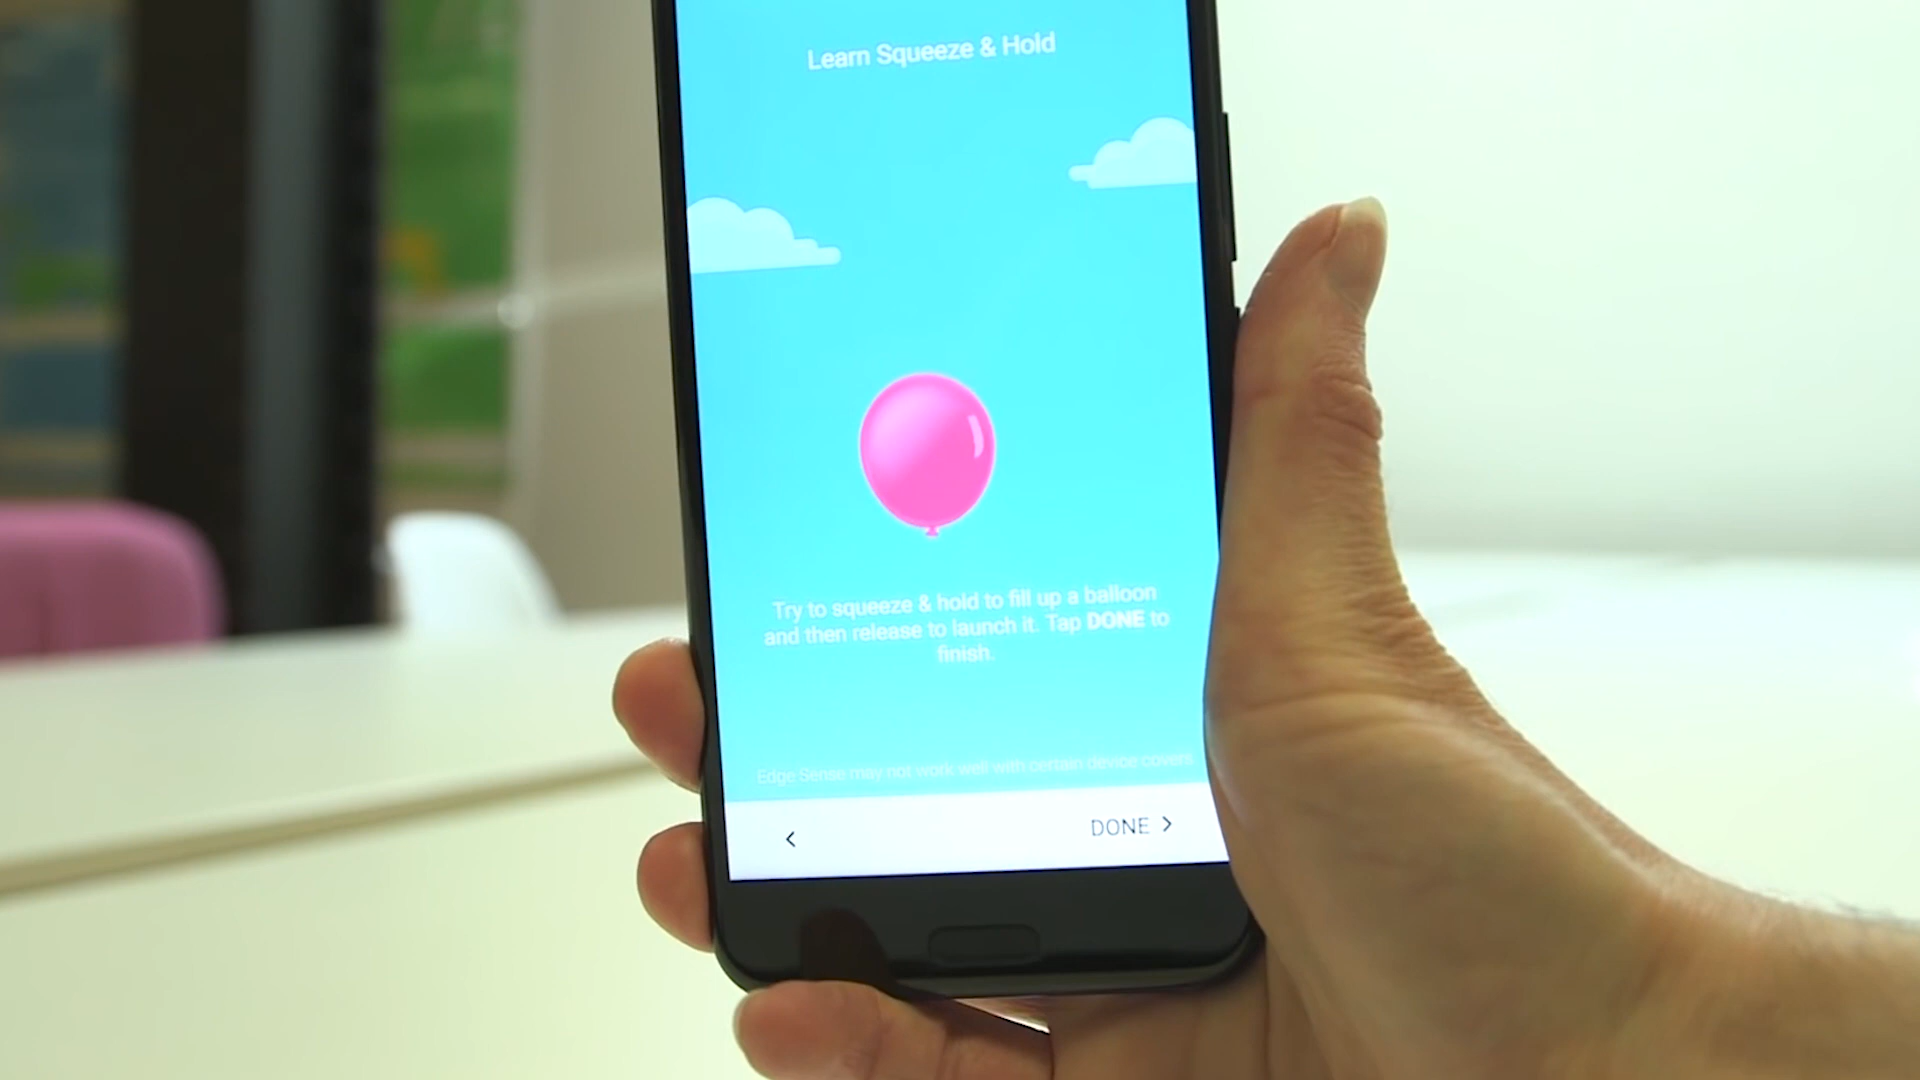 Learn Squeeze & Hold
Try to squeeze & hold to fill up a balloon
and then release to launch it. Tap DONE to
finish.
Edge Sense may not work well with certain device covers
DONE